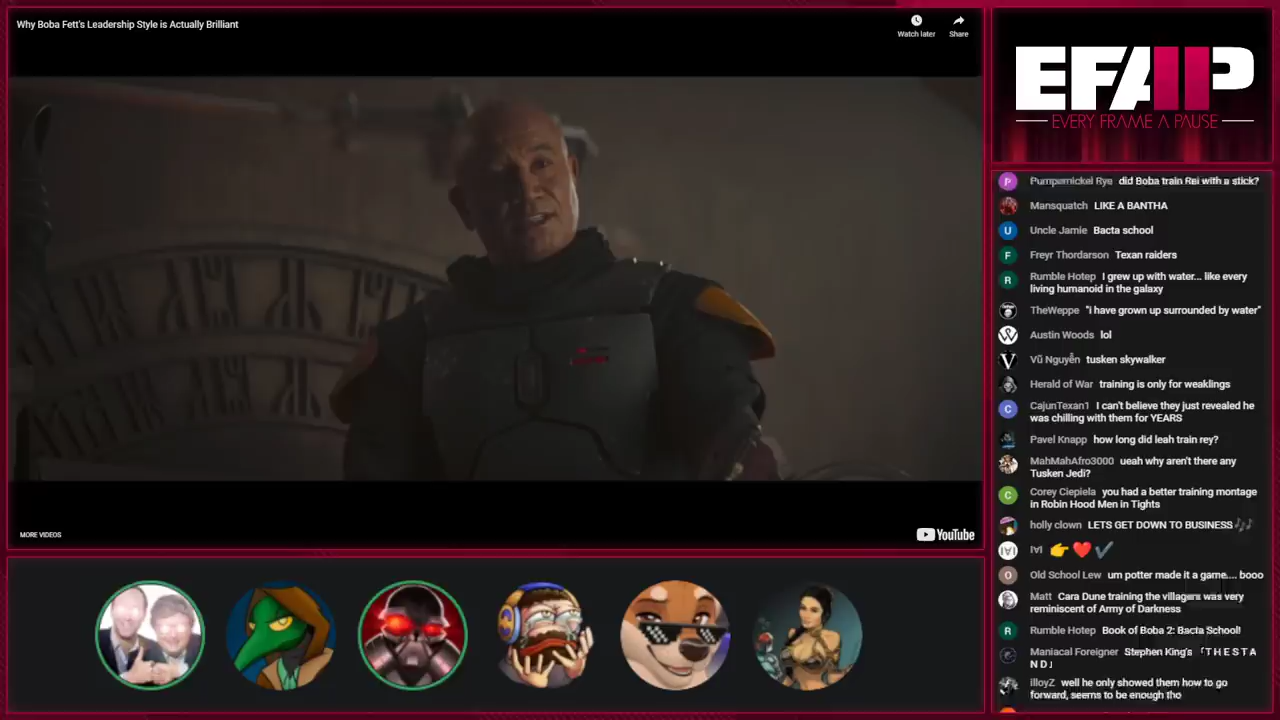 Why Boba Fett's Leadership Style is Actually Brilliant
Watch later
Share
MORE VIDEOS
YouTube
EFAP
EVERY FRAME A PAUSE
P
Pumpernickel Rye did Boba train Rei with a stick?
Mansquatch LIKE A BANTHA
U
Uncle Jamie Bacta school
F
Freyr Thordarson Texan raiders
R
Rumble Hotep I grew up with water... like every
living humanoid in the galaxy
TheWeppe "I have grown up surrounded by water"
Austin Woods lol
V
Vũ Nguyễn tusken skywalker
Herald of War training is only for weaklings
C
CajunTexan1 I can't believe they just revealed he
was chilling with them for YEARS
Pavel Knapp how long did leah train rey?
MahMahAfro3000 ueah why aren't there any
Tusken Jedi?
C
Corey Ciepiela you had a better training montage
in Robin Hood Men in Tights
holly clown LETS GET DOWN TO BUSINESS🎶
IVI 👉❤️✔️
O
Old School Lew um potter made it a game.... booo
Matt Cara Dune training the villagers was very
reminiscent of Army of Darkness
R
Rumble Hotep Book of Boba 2: Bacta School!
Maniacal Foreigner Stephen King's 「T H E S T A
N D」
illoyZ well he only showed them how to go
forward, seems to be enough tho